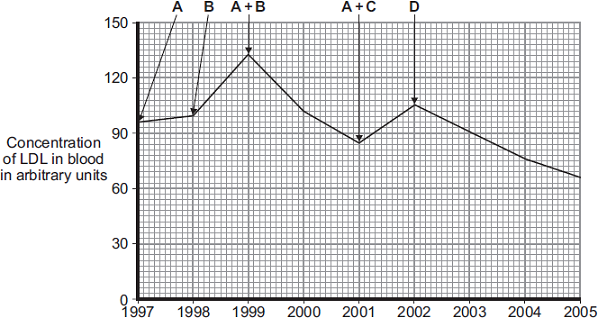 A B A + B A + C D
150
120
90
60
30
0
Concentration
of LDL in blood
in arbitrary units
1997 1998 1999 2000 2001 2002 2003 2004 2005